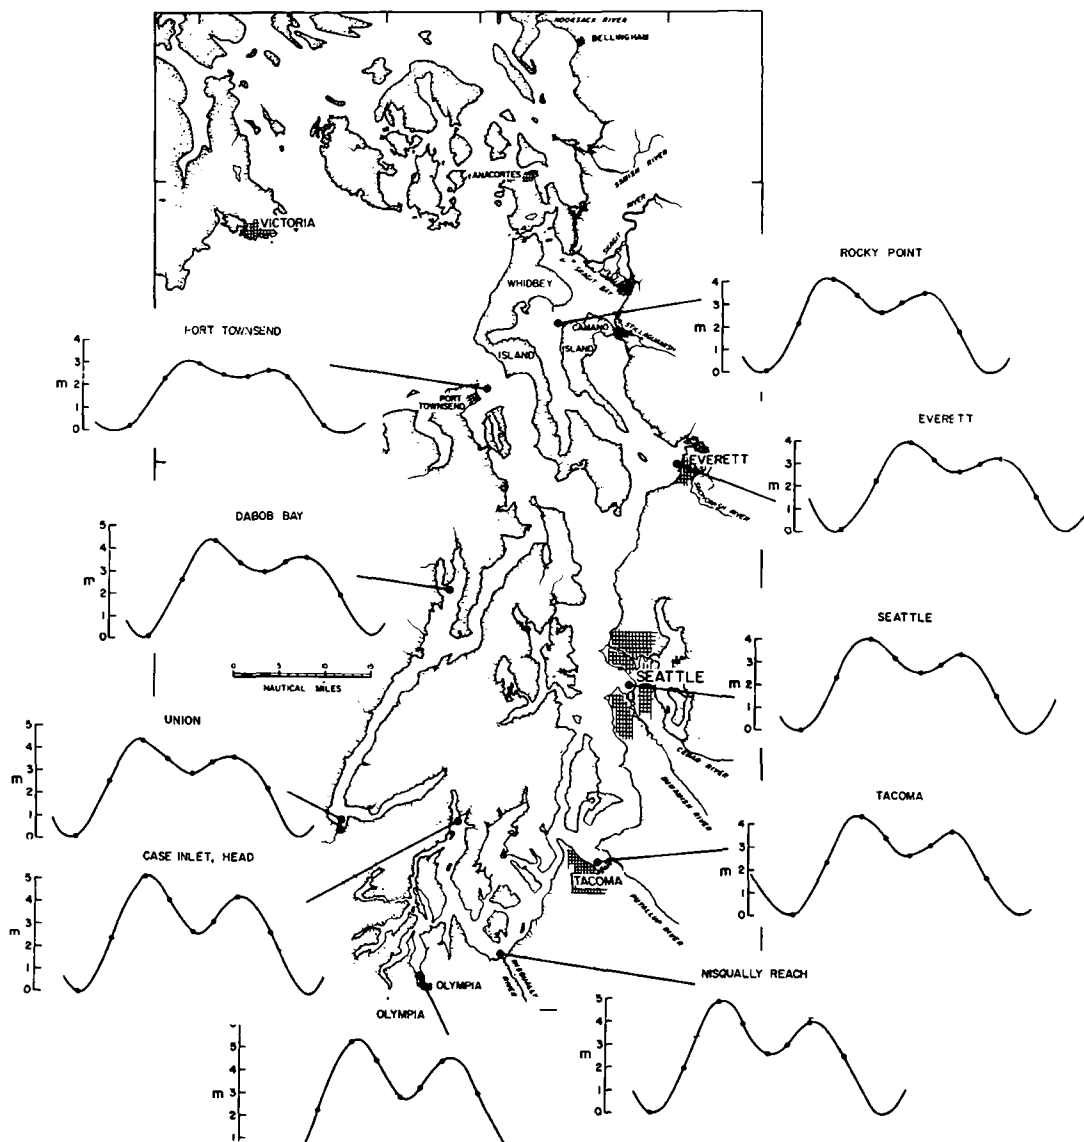 NOOKSACK RIVER
BELLINGHAM
SAMISH RIVER
ANACORTES
SKAGIT
RIVER
VICTORIA
SKAGIT BAY
WHIDBEY
ISLAND
CAMANO
ISLAND
ROCKY POINT
4
3
m 2
1
0
PORT TOWNSEND
4
3
m 2
1
0
PORT
TOWNSEND
EVERETT
EVERETT
4
3
m 2
1
0
DABOB BAY
5
4
3
m
2
1
0
0 5 10 15
NAUTICAL MILES
SEATTLE
SEATTLE
4
3
m 2
1
0
CEDAR RIVER
DUWAMISH RIVER
UNION
5
4
3
m
2
1
0
TACOMA
TACOMA
4
3
m 2
1
0
PUYALLUP RIVER
CASE INLET, HEAD
5
4
3
m
2
1
0
NISQUALLY
RIVER
NISQUALLY REACH
5
4
3
m
2
1
0
OLYMPIA
OLYMPIA
5
4
3
m
2
1